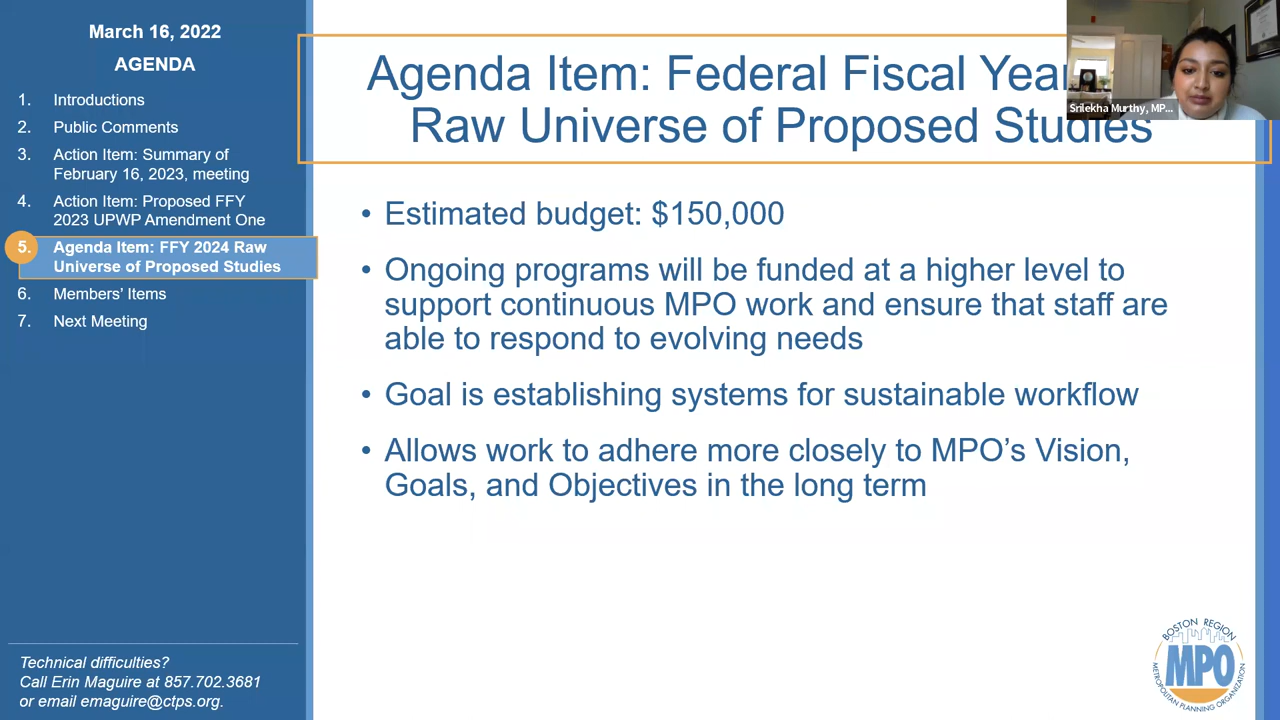 March 16, 2022
AGENDA
1. Introductions
2. Public Comments
3. Action Item: Summary of
February 16, 2023, meeting
4. Action Item: Proposed FFY
2023 UPWP Amendment One
5. Agenda Item: FFY 2024 Raw
Universe of Proposed Studies
6. Members' Items
7. Next Meeting
Technical difficulties?
Call Erin Maguire at 857.702.3681
or email emaguire@ctps.org.
Agenda Item: Federal Fiscal Year
Raw Universe of Proposed Studies
• Estimated budget: $150,000
• Ongoing programs will be funded at a higher level to
support continuous MPO work and ensure that staff are
able to respond to evolving needs
• Goal is establishing systems for sustainable workflow
• Allows work to adhere more closely to MPO's Vision,
Goals, and Objectives in the long term
Srilekha Murthy, MP...
BOSTON REGION
MPO
METROPOLITAN PLANNING ORGANIZATION